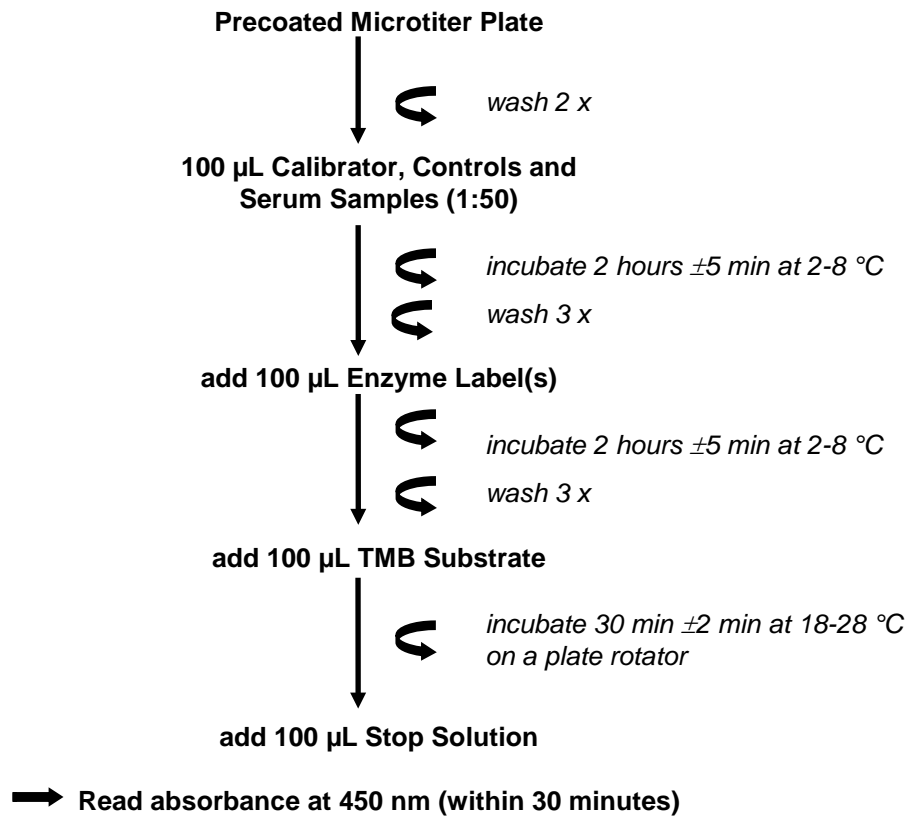 Precoated Microtiter Plate
wash 2 x
100 µL Calibrator, Controls and
Serum Samples (1:50)
incubate 2 hours ±5 min at 2-8 °C
wash 3 x
add 100 µL Enzyme Label(s)
incubate 2 hours ±5 min at 2-8 °C
wash 3 x
add 100 µL TMB Substrate
incubate 30 min ±2 min at 18-28 °C
on a plate rotator
add 100 µL Stop Solution
Read absorbance at 450 nm (within 30 minutes)